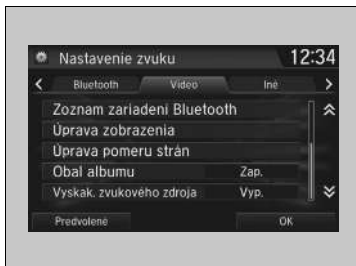 Nastavenie zvuku 12:34
Bluetooth Video Iné
Zoznam zariadeni Bluetooth
Úprava zobrazenia
Úprava pomeru strán
Obal albumu Zap.
Vyskak. zvukového zdroja Vyp.
Predvolené OK